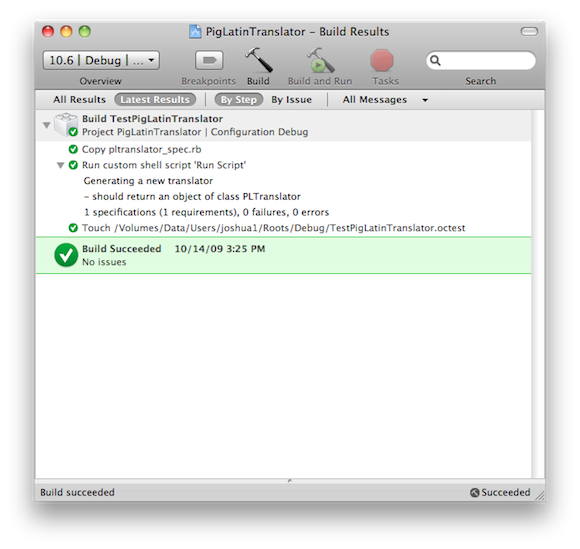 PigLatinTranslator – Build Results
10.6 | Debug | ...
Overview
Breakpoints
Build
Build and Run
Tasks
Search
All Results
Latest Results
By Step
By Issue
All Messages
Build TestPigLatinTranslator
Project PigLatinTranslator | Configuration Debug
Copy pltranslator_spec.rb
Run custom shell script 'Run Script'
Generating a new translator
- should return an object of class PLTranslator
1 specifications (1 requirements), 0 failures, 0 errors
Touch /Volumes/Data/Users/joshua1/Roots/Debug/TestPigLatinTranslator.octest
Build Succeeded 10/14/09 3:25 PM
No issues
Build succeeded
Succeeded